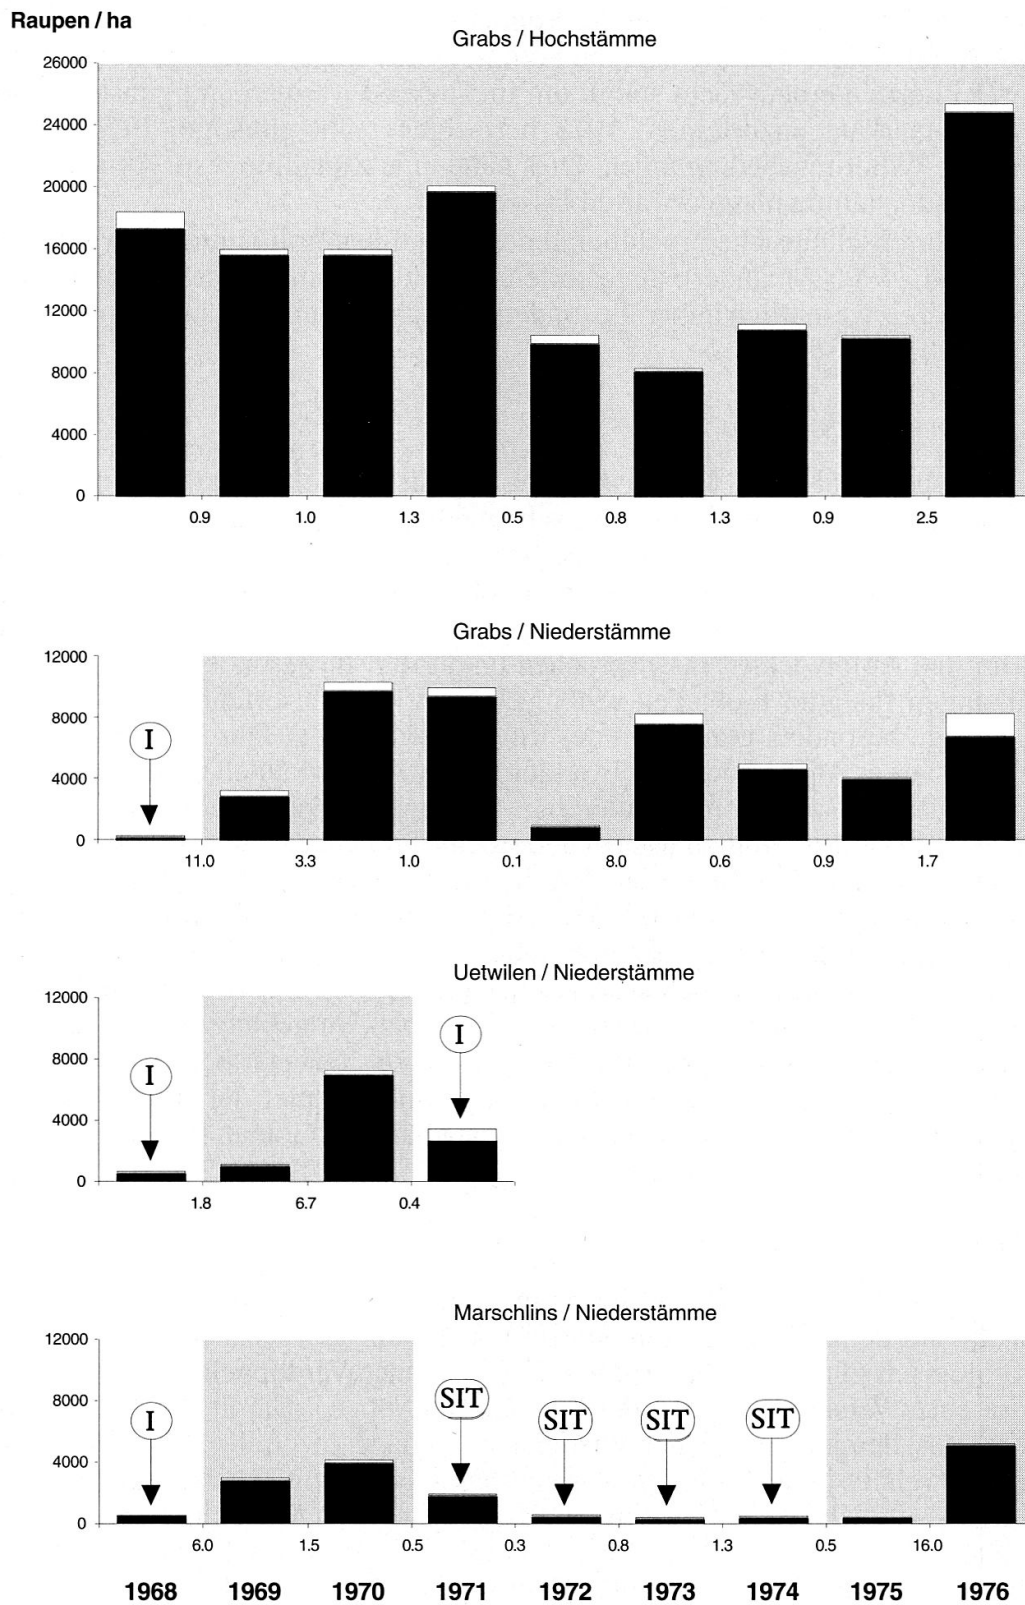 Raupen / ha
Grabs / Hochstämme
26000
24000
20000
16000
12000
8000
4000
0
0.9 1.0 1.3 0.5 0.8 1.3 0.9 2.5
Grabs / Niederstämme
12000
8000
I
4000
0
11.0 3.3 1.0 0.1 8.0 0.6 0.9 1.7
Uetwilen / Niederstämme
12000
I
8000
I
4000
0
1.8 6.7 0.4
Marschlins / Niederstämme
12000
8000
I SIT SIT SIT SIT
4000
0
6.0 1.5 0.5 0.3 0.8 1.3 0.5 16.0
1968 1969 1970 1971 1972 1973 1974 1975 1976